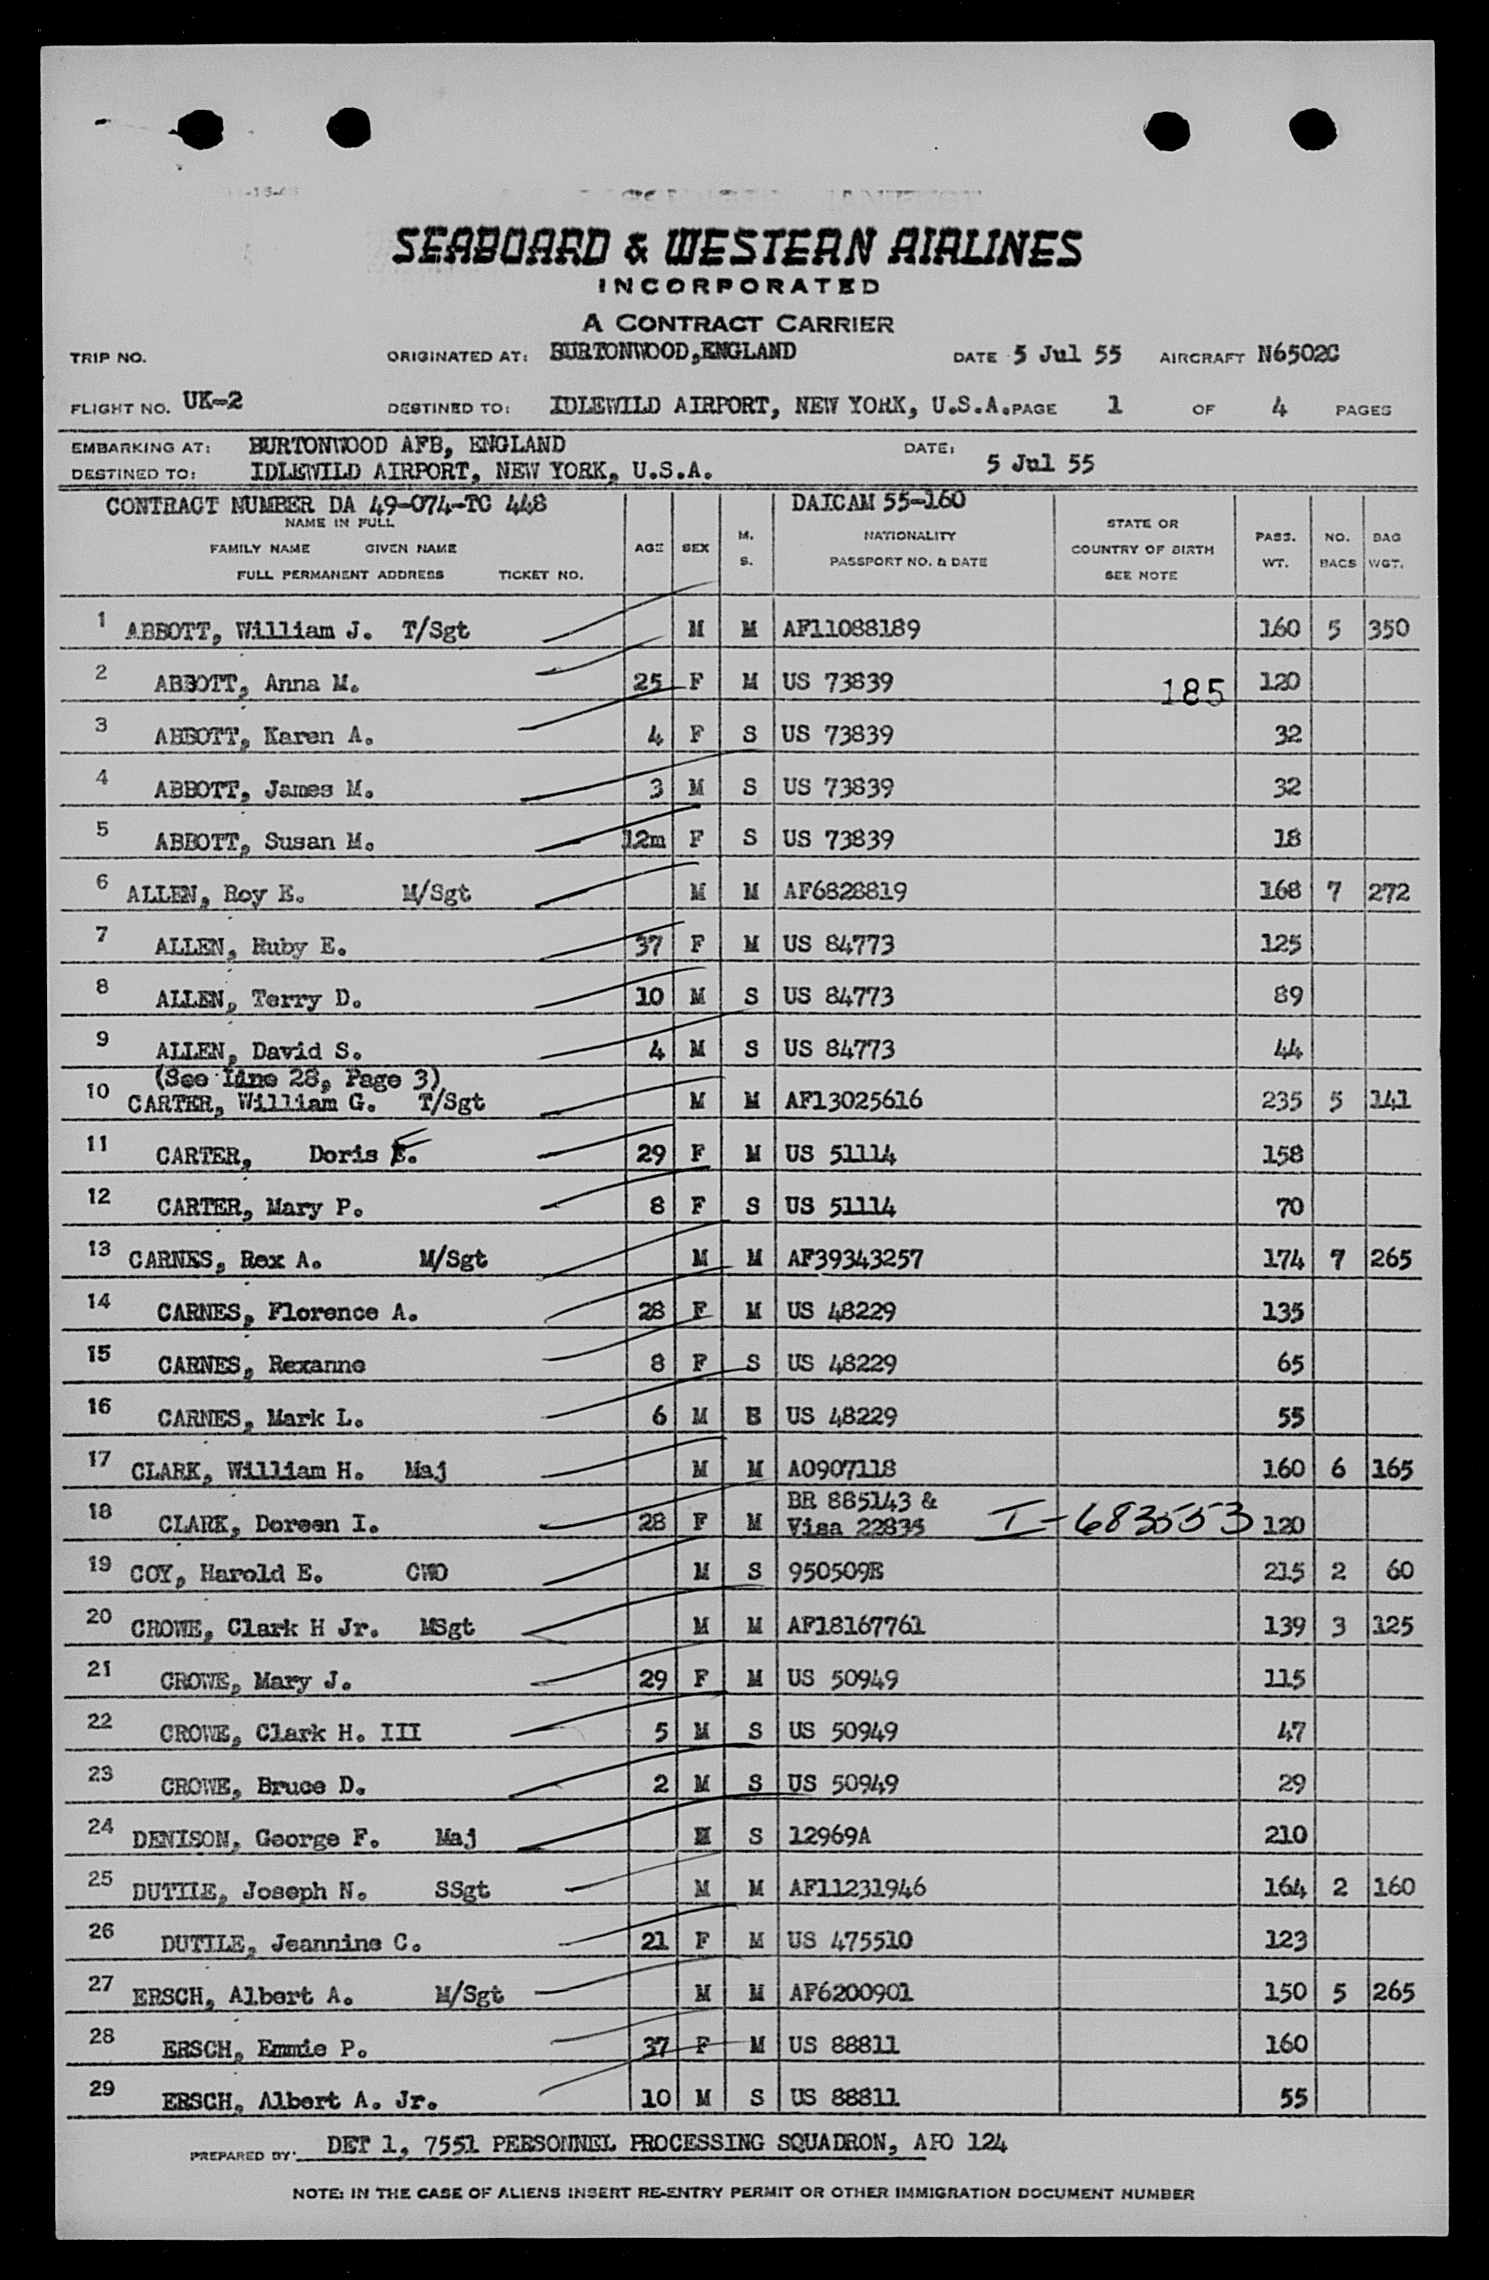 SEABOARD & WESTERN AIRLINES
INCORPORATED
A CONTRACT CARRIER
TRIP NO. ORIGINATED AT: BURTONWOOD,ENGLAND DATE 5 Jul 55 AIRCRAFT N6502C
FLIGHT NO. UK-2 DESTINED TO: IDLEWILD AIRPORT, NEW YORK, U.S.A. PAGE 1 OF 4 PAGES
EMBARKING AT: BURTONWOOD AFB, ENGLAND DATE:
DESTINED TO: IDLEWILD AIRPORT, NEW YORK, U.S.A. 5 Jul 55
CONTRACT NUMBER DA 49-074-TC 448 DAICAM 55-160
NAME IN FULL
FAMILY NAME GIVEN NAME AGE SEX M. S. NATIONALITY STATE OR COUNTRY OF BIRTH PASS. WT. NO. BAGS BAG WGT.
FULL PERMANENT ADDRESS TICKET NO. PASSPORT NO. & DATE SEE NOTE
1 ABBOTT, William J. T/Sgt M M AF11088189 160 5 350
2 ABBOTT, Anna M. 25 F M US 73839 185 120
3 ABBOTT, Karen A. 4 F S US 73839 32
4 ABBOTT, James M. 3 M S US 73839 32
5 ABBOTT, Susan M. 12m F S US 73839 18
6 ALLEN, Roy E. M/Sgt M M AF6828819 168 7 272
7 ALLEN, Ruby E. 37 F M US 84773 125
8 ALLEN, Terry D. 10 M S US 84773 89
9 ALLEN, David S. 4 M S US 84773 44
(See Line 28, Page 3)
10 CARTER, William G. T/Sgt M M AF13025616 235 5 141
11 CARTER, Doris E. 29 F M US 51114 158
12 CARTER, Mary P. 8 F S US 51114 70
13 CARNES, Rex A. M/Sgt M M AF39343257 174 7 265
14 CARNES, Florence A. 28 F M US 48229 135
15 CARNES, Rexanne 8 F S US 48229 65
16 CARNES, Mark L. 6 M S US 48229 55
17 CLARK, William H. Maj M M AO907118 160 6 165
18 CLARK, Doreen I. 28 F M BR 885143 & Visa 22835 I-683553 120
19 COY, Harold E. CWO M S 950509E 215 2 60
20 CROWE, Clark H Jr. MSgt M M AF18167761 139 3 125
21 CROWE, Mary J. 29 F M US 50949 115
22 CROWE, Clark H. III 5 M S US 50949 47
23 CROWE, Bruce D. 2 M S US 50949 29
24 DENISON, George F. Maj M S 12969A 210
25 DUTILE, Joseph N. SSgt M M AF11231946 164 2 160
26 DUTILE, Jeannine C. 21 F M US 475510 123
27 ERSCH, Albert A. M/Sgt M M AF6200901 150 5 265
28 ERSCH, Emmie P. 37 F M US 88811 160
29 ERSCH, Albert A. Jr. 10 M S US 88811 55
PREPARED BY: DET 1, 7551 PERSONNEL PROCESSING SQUADRON, APO 124
NOTE: IN THE CASE OF ALIENS INSERT RE-ENTRY PERMIT OR OTHER IMMIGRATION DOCUMENT NUMBER